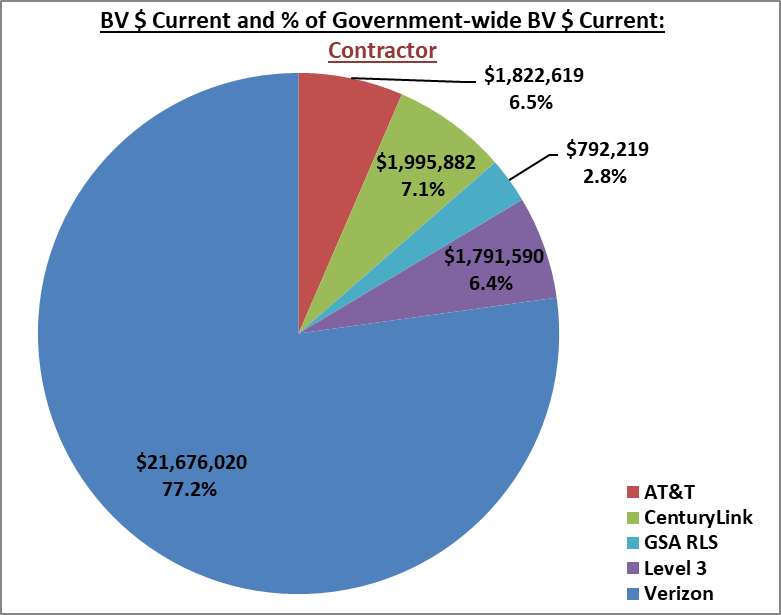 BV $ Current and % of Government-wide BV $ Current:
Contractor
$1,822,619
6.5%
$1,995,882
7.1%
$792,219
2.8%
$1,791,590
6.4%
$21,676,020
77.2%
AT&T
CenturyLink
GSA RLS
Level 3
Verizon